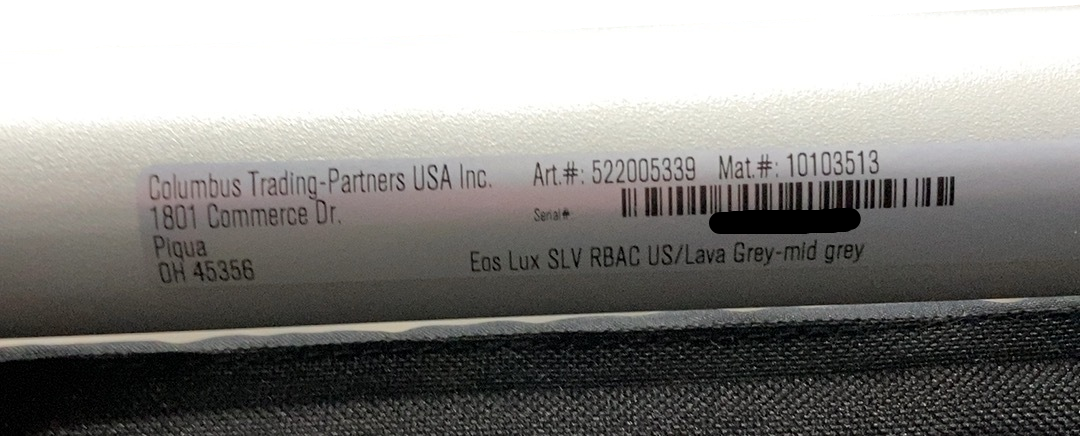 Columbus Trading-Partners USA Inc.
1801 Commerce Dr.
Piqua
OH 45356
Art.#: 522005339 Mat.#: 10103513
Serial#
Eos Lux SLV RBAC US/Lava Grey-mid grey